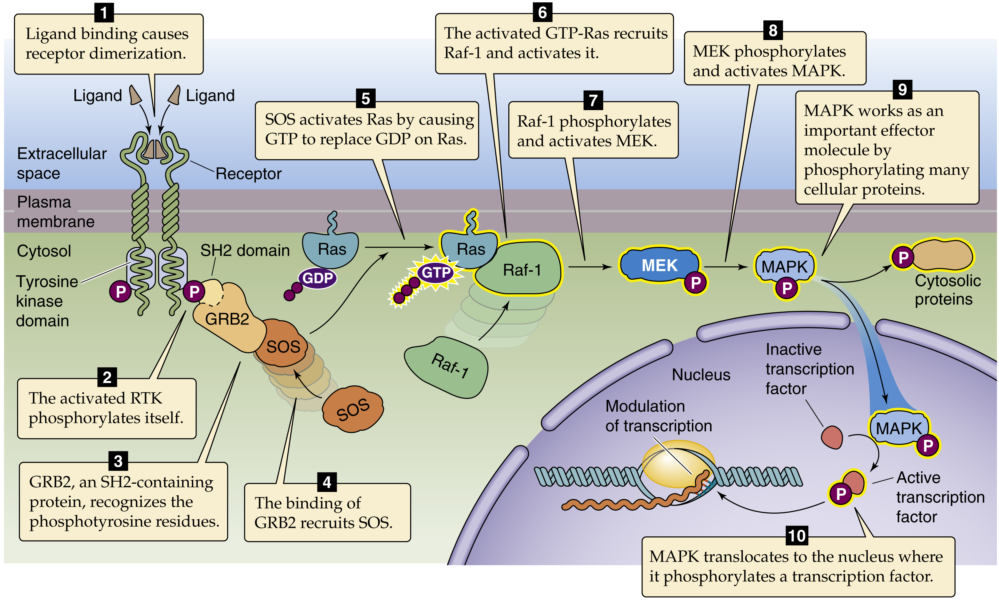 1
Ligand binding causes
receptor dimerization.
Ligand
Ligand
Extracellular
space
Receptor
Plasma
membrane
Cytosol
Tyrosine
kinase
domain
P
P
SH2 domain
GRB2
SOS
SOS
2
The activated RTK
phosphorylates itself.
3
GRB2, an SH2-containing
protein, recognizes the
phosphotyrosine residues.
4
The binding of
GRB2 recruits SOS.
5
SOS activates Ras by causing
GTP to replace GDP on Ras.
Ras
GDP
Ras
GTP
Raf-1
Raf-1
6
The activated GTP-Ras recruits
Raf-1 and activates it.
7
Raf-1 phosphorylates
and activates MEK.
MEK
P
8
MEK phosphorylates
and activates MAPK.
MAPK
P
9
MAPK works as an
important effector
molecule by
phosphorylating many
cellular proteins.
P
Cytosolic
proteins
Nucleus
Inactive
transcription
factor
Modulation
of transcription
MAPK
P
P
Active
transcription
factor
10
MAPK translocates to the nucleus where
it phosphorylates a transcription factor.